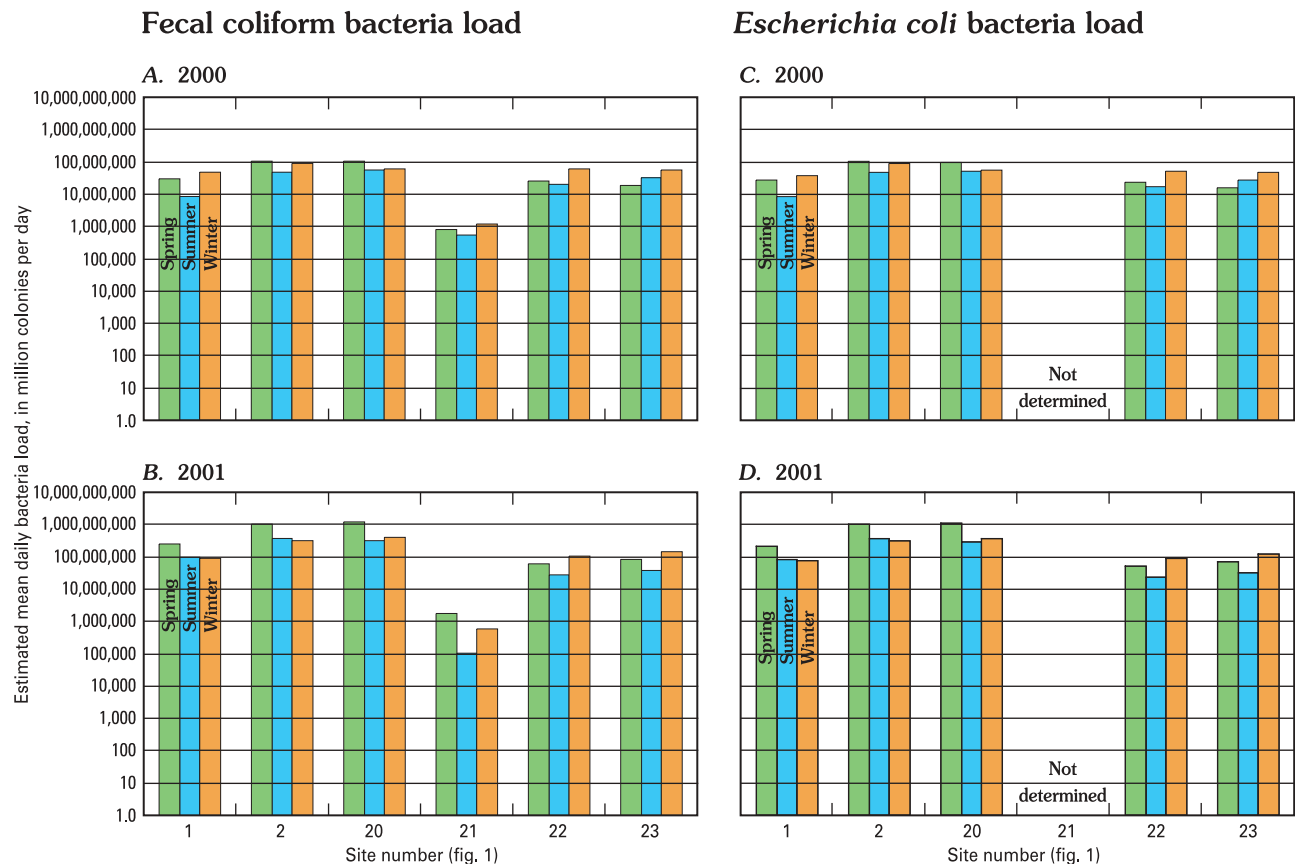 Fecal coliform bacteria load
Escherichia coli bacteria load
Estimated mean daily bacteria load, in million colonies per day
A. 2000
10,000,000,000
1,000,000,000
100,000,000
10,000,000
1,000,000
100,000
10,000
1,000
100
10
1.0
Spring
Summer
Winter
C. 2000
Spring
Summer
Winter
Not
determined
B. 2001
10,000,000,000
1,000,000,000
100,000,000
10,000,000
1,000,000
100,000
10,000
1,000
100
10
1.0
Spring
Summer
Winter
1 2 20 21 22 23
Site number (fig. 1)
D. 2001
Spring
Summer
Winter
Not
determined
1 2 20 21 22 23
Site number (fig. 1)